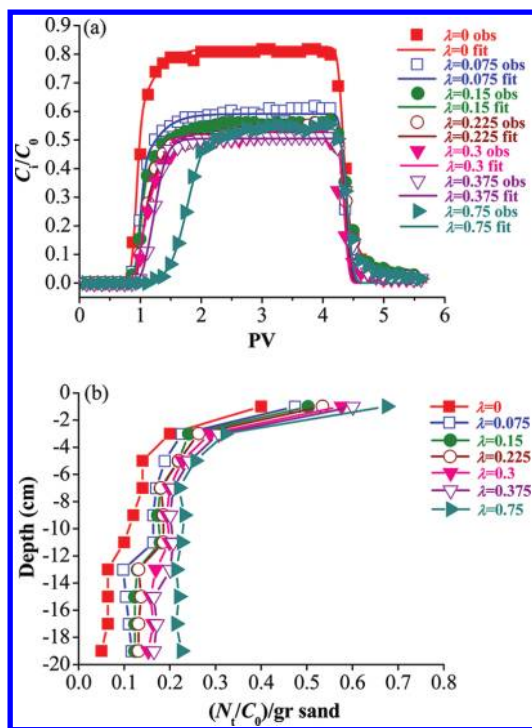 (a)
λ=0 obs
λ=0 fit
λ=0.075 obs
λ=0.075 fit
λ=0.15 obs
λ=0.15 fit
λ=0.225 obs
λ=0.225 fit
λ=0.3 obs
λ=0.3 fit
λ=0.375 obs
λ=0.375 fit
λ=0.75 obs
λ=0.75 fit
0.9
0.8
0.7
0.6
0.5
0.4
0.3
0.2
0.1
0.0
Ci/C0
0 1 2 3 4 5 6
PV
(b)
λ=0
λ=0.075
λ=0.15
λ=0.225
λ=0.3
λ=0.375
λ=0.75
0
-2
-4
-6
-8
-10
-12
-14
-16
-18
-20
Depth (cm)
0.0 0.1 0.2 0.3 0.4 0.5 0.6 0.7 0.8
(Nt/C0)/gr sand